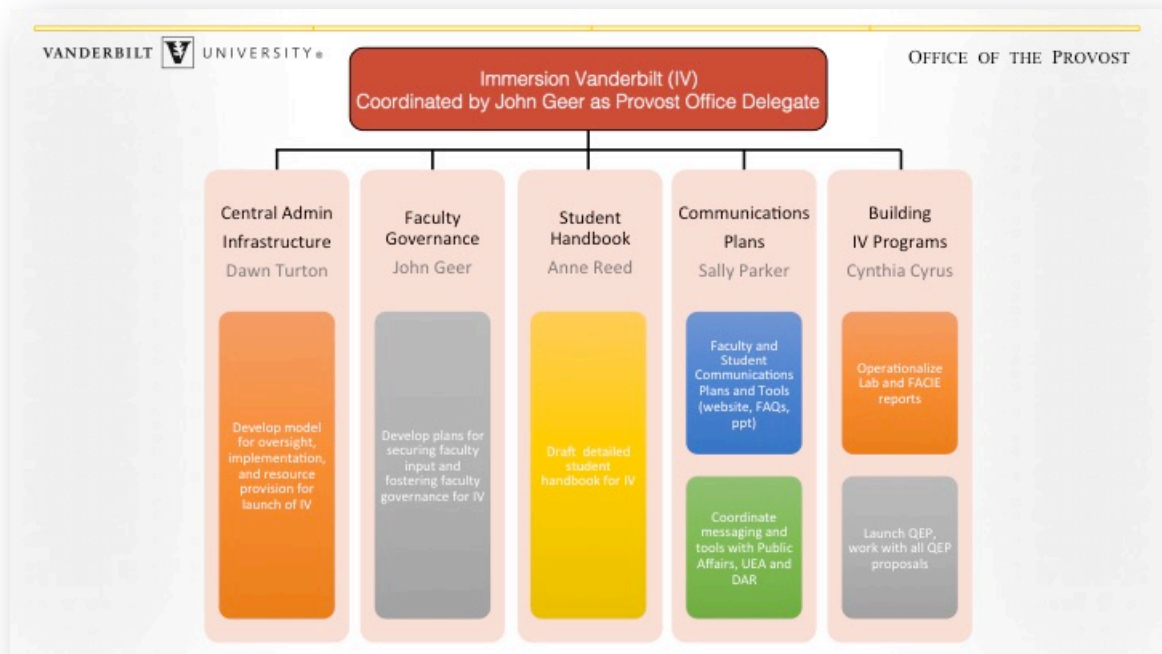 VANDERBILT V UNIVERSITY®
OFFICE OF THE PROVOST
Immersion Vanderbilt (IV)
Coordinated by John Geer as Provost Office Delegate
Central Admin
Infrastructure
Dawn Turton
Develop model
for oversight,
implementation,
and resource
provision for
launch of IV
Faculty
Governance
John Geer
Develop plans for
securing faculty
input and
fostering faculty
governance for IV
Student
Handbook
Anne Reed
Draft detailed
student
handbook for IV
Communications
Plans
Sally Parker
Faculty and
Student
Communications
Plans and Tools
(website, FAQs,
ppt)
Coordinate
messaging and
tools with Public
Affairs, UEA and
DAR
Building
IV Programs
Cynthia Cyrus
Operationalize
Lab and FACIE
reports
Launch QEP,
work with all QEP
proposals